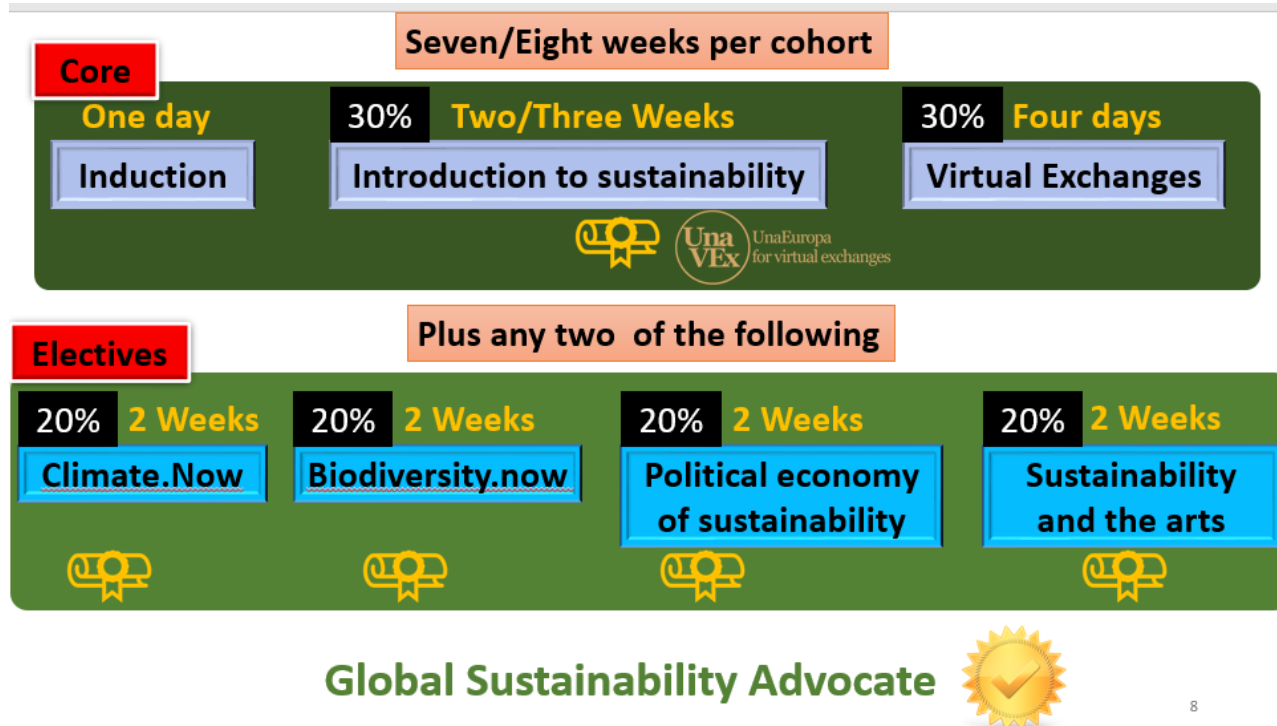 Seven/Eight weeks per cohort
Core
One day
30% Two/Three Weeks
30% Four days
Induction
Introduction to sustainability
Virtual Exchanges
Una
VEx
UnaEuropa
for virtual exchanges
Plus any two of the following
Electives
20% 2 Weeks
20% 2 Weeks
20% 2 Weeks
20% 2 Weeks
Climate.Now
Biodiversity.now
Political economy
of sustainability
Sustainability
and the arts
Global Sustainability Advocate
8